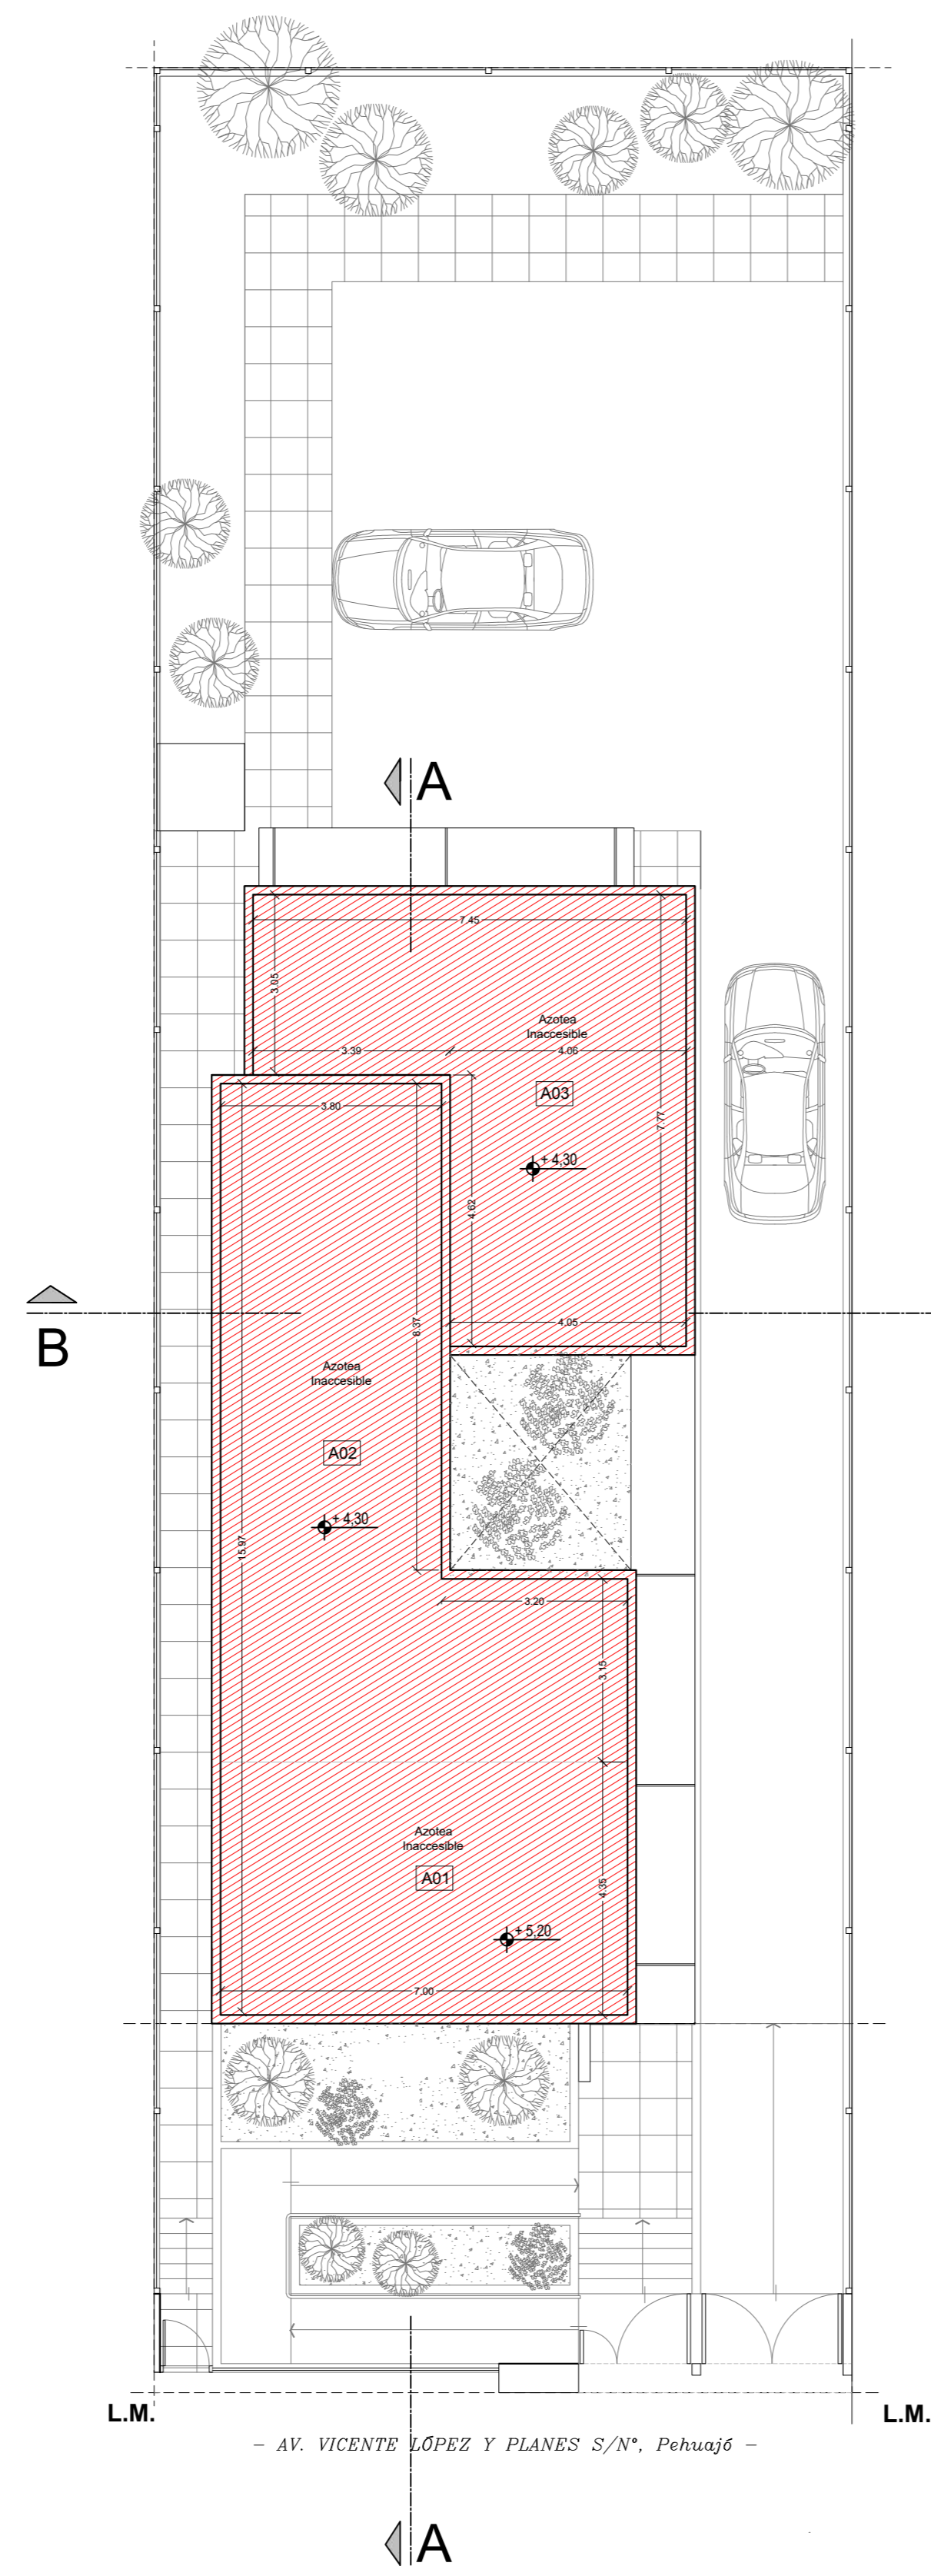 A
7.45
3.05
Azotea
Inaccesible
3.39
4.06
A03
3.80
7.77
+ 4,30
4.62
B
4.05
8.37
Azotea
Inaccesible
A02
+ 4,30
15.97
3.20
3.15
Azotea
Inaccesible
A01
4.35
+ 5,20
7.00
L.M.
L.M.
– AV. VICENTE LÓPEZ Y PLANES S/Nº, Pehuajó –
A